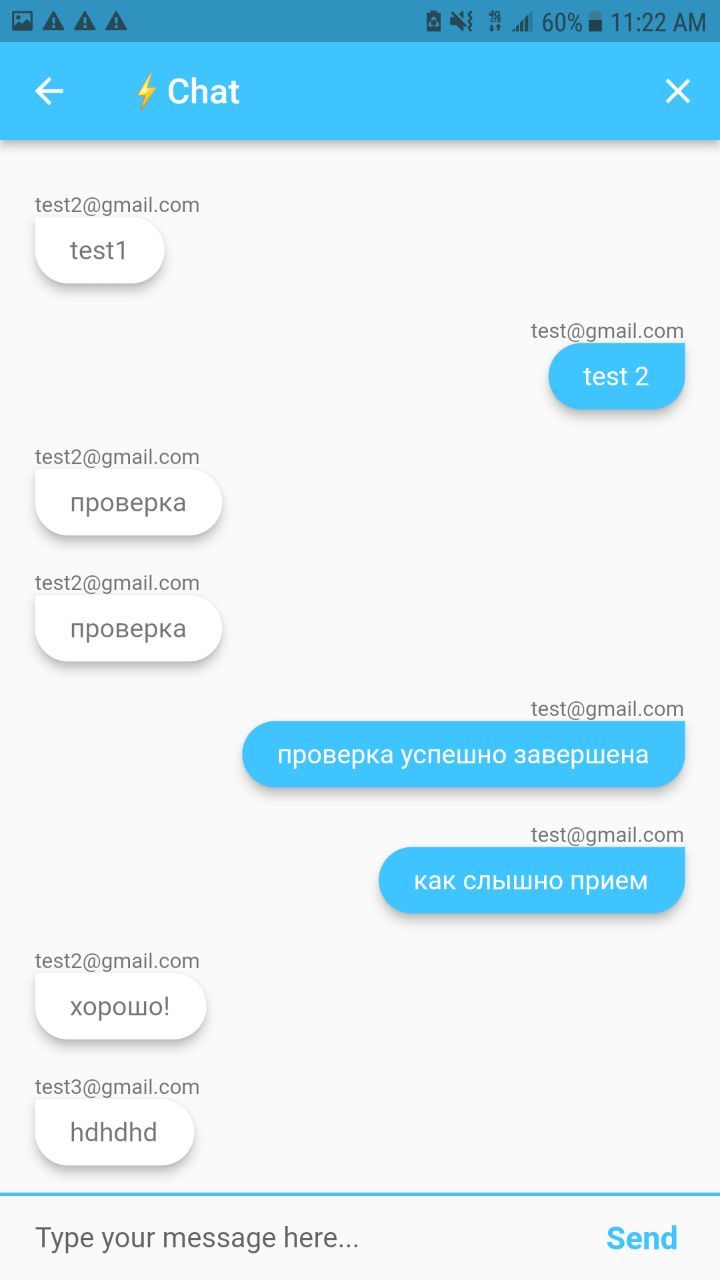 60% 11:22 AM
⚡Chat
test2@gmail.com
test1
test@gmail.com
test 2
test2@gmail.com
проверка
test2@gmail.com
проверка
test@gmail.com
проверка успешно завершена
test@gmail.com
как слышно прием
test2@gmail.com
хорошо!
test3@gmail.com
hdhdhd
Type your message here... Send